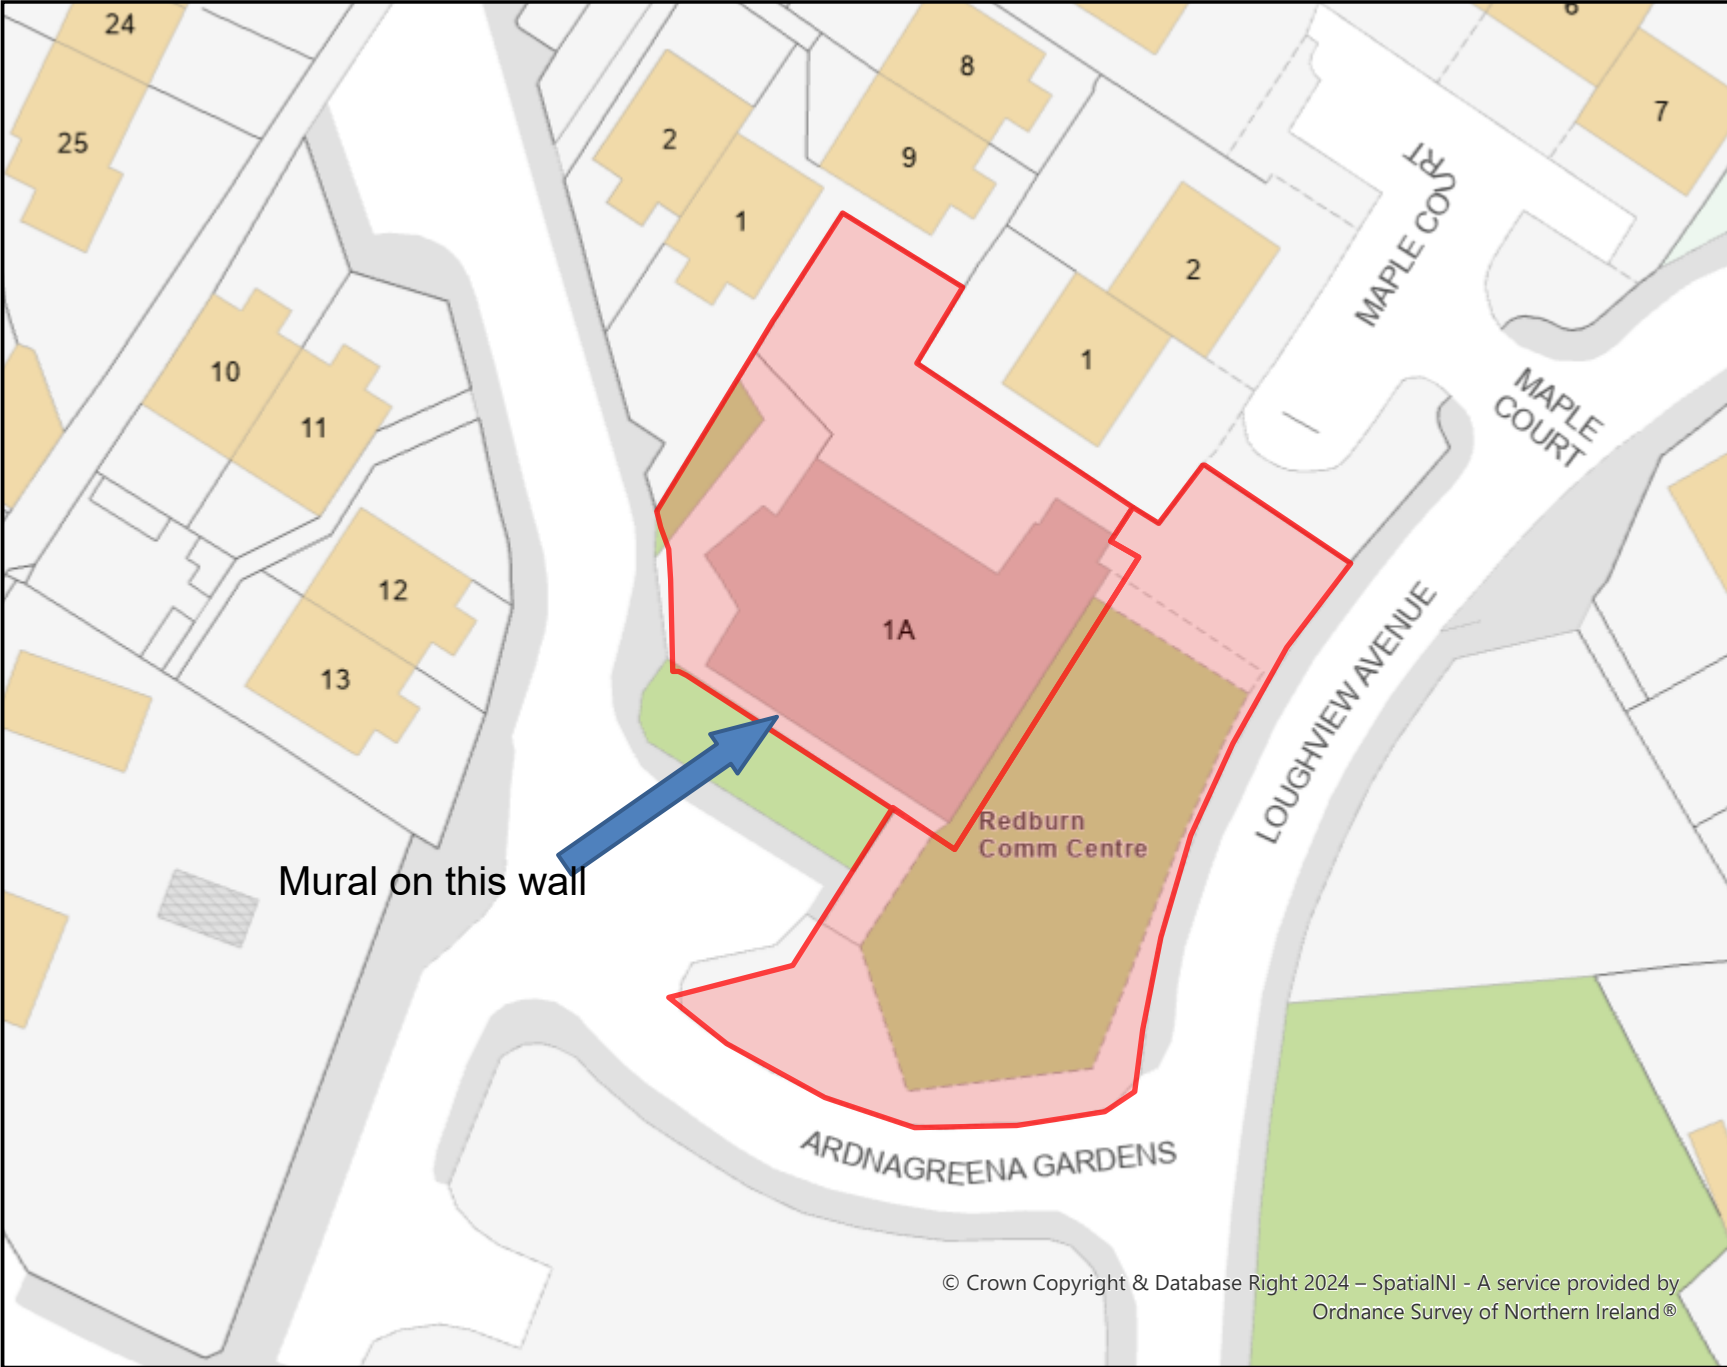 24
6
8
7
2
25
9
MAPLE COURT
1
2
1
10
MAPLE
COURT
11
12
1A
LOUGHVIEW AVENUE
13
Redburn
Comm Centre
Mural on this wall
ARDNAGREENA GARDENS
© Crown Copyright & Database Right 2024 – SpatialNI - A service provided by
Ordnance Survey of Northern Ireland®